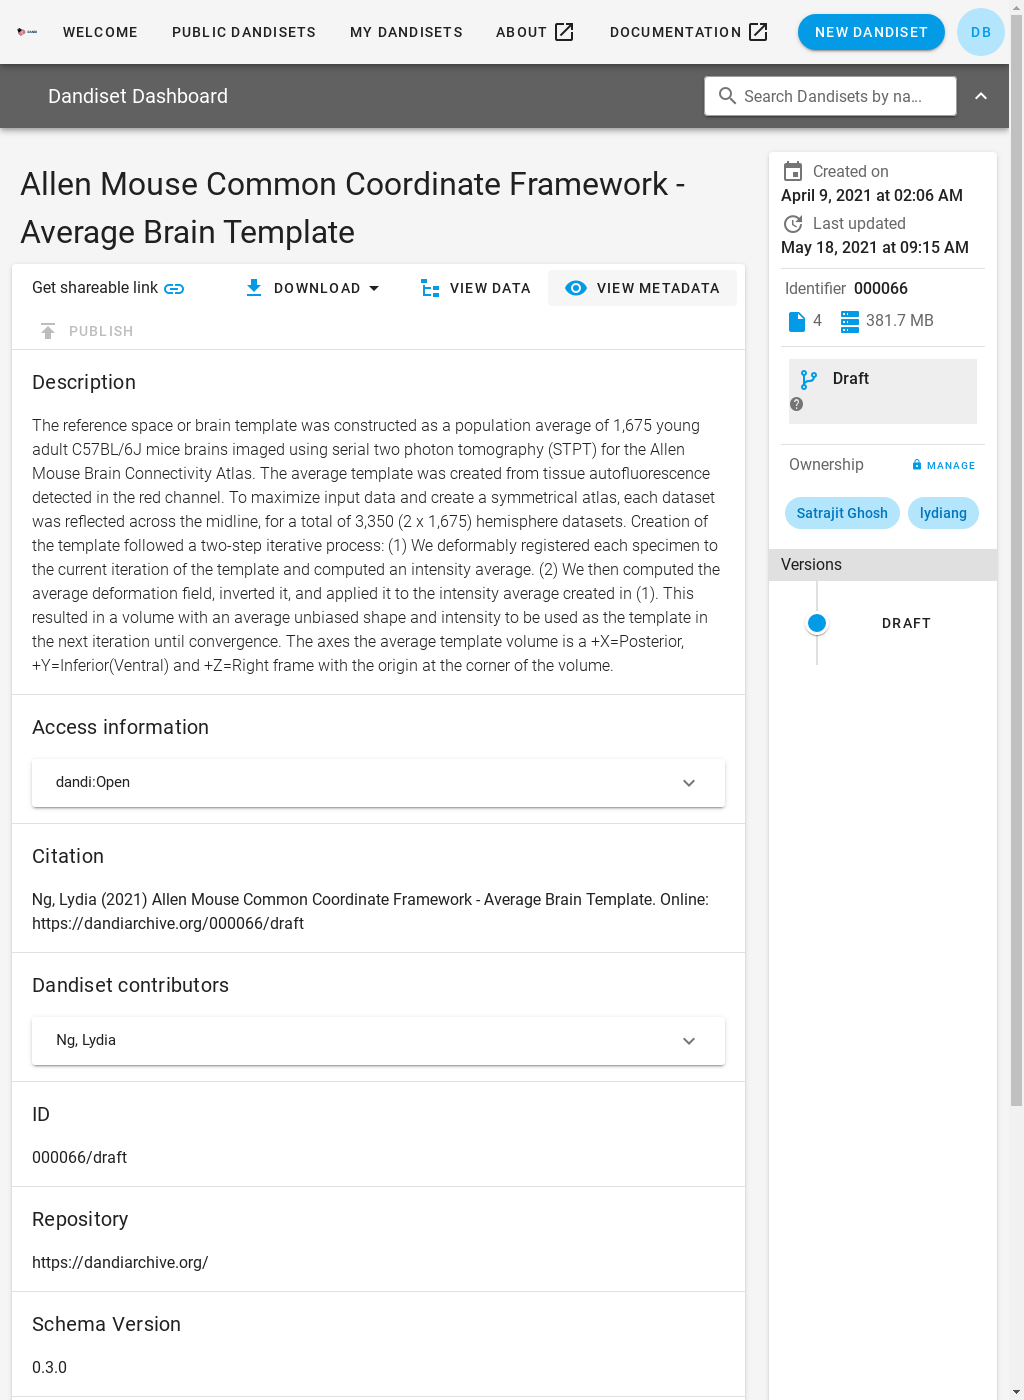 WELCOME PUBLIC DANDISETS MY DANDISETS ABOUT DOCUMENTATION NEW DANDISET DB
Dandiset Dashboard Search Dandisets by na...
Allen Mouse Common Coordinate Framework -
Average Brain Template
Get shareable link DOWNLOAD VIEW DATA VIEW METADATA
PUBLISH
Description
The reference space or brain template was constructed as a population average of 1,675 young
adult C57BL/6J mice brains imaged using serial two photon tomography (STPT) for the Allen
Mouse Brain Connectivity Atlas. The average template was created from tissue autofluorescence
detected in the red channel. To maximize input data and create a symmetrical atlas, each dataset
was reflected across the midline, for a total of 3,350 (2 x 1,675) hemisphere datasets. Creation of
the template followed a two-step iterative process: (1) We deformably registered each specimen to
the current iteration of the template and computed an intensity average. (2) We then computed the
average deformation field, inverted it, and applied it to the intensity average created in (1). This
resulted in a volume with an average unbiased shape and intensity to be used as the template in
the next iteration until convergence. The axes the average template volume is a +X=Posterior,
+Y=Inferior(Ventral) and +Z=Right frame with the origin at the corner of the volume.
Access information
dandi:Open
Citation
Ng, Lydia (2021) Allen Mouse Common Coordinate Framework - Average Brain Template. Online:
https://dandiarchive.org/000066/draft
Dandiset contributors
Ng, Lydia
ID
000066/draft
Repository
https://dandiarchive.org/
Schema Version
0.3.0
Created on
April 9, 2021 at 02:06 AM
Last updated
May 18, 2021 at 09:15 AM
Identifier 000066
4 381.7 MB
Draft
Ownership MANAGE
Satrajit Ghosh lydiang
Versions
DRAFT